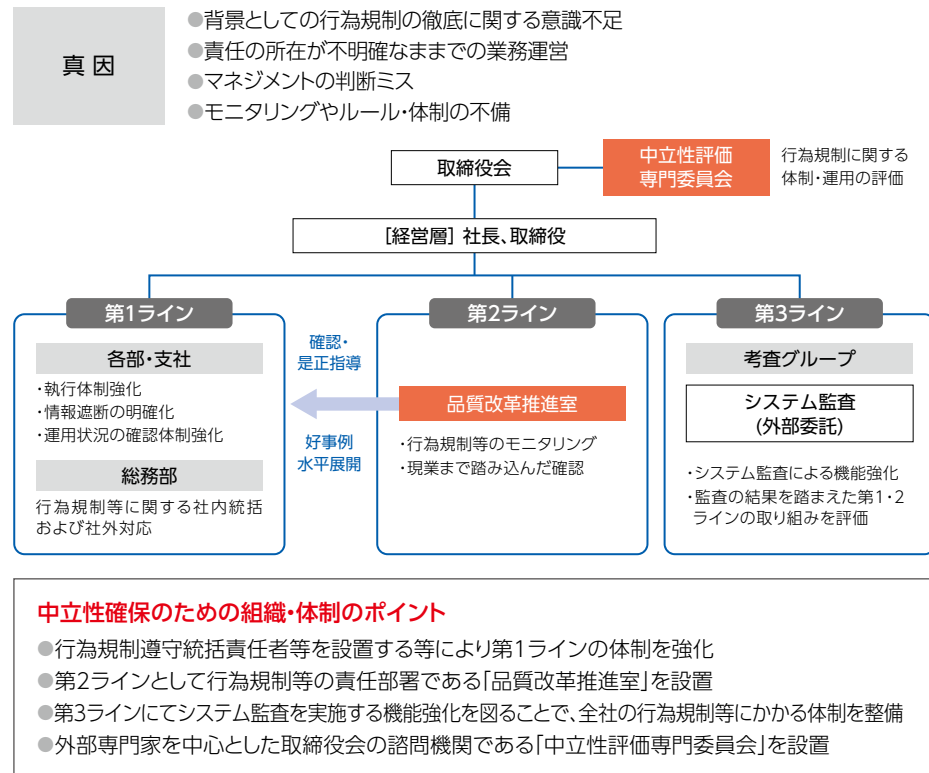 真因
●背景としての行為規制の徹底に関する意識不足
●責任の所在が不明確なままでの業務運営
●マネジメントの判断ミス
●モニタリングやルール・体制の不備
取締役会
中立性評価
専門委員会
行為規制に関する
体制・運用の評価
[経営層] 社長、取締役
第1ライン
各部・支社
・執行体制強化
・情報遮断の明確化
・運用状況の確認体制強化
総務部
行為規制等に関する社内統括
および社外対応
確認・
是正指導
好事例
水平展開
第2ライン
品質改革推進室
・行為規制等のモニタリング
・現業まで踏み込んだ確認
第3ライン
考査グループ
システム監査
(外部委託)
・システム監査による機能強化
・監査の結果を踏まえた第1・2
ラインの取り組みを評価
中立性確保のための組織・体制のポイント
●行為規制遵守統括責任者等を設置する等により第1ラインの体制を強化
●第2ラインとして行為規制等の責任部署である「品質改革推進室」を設置
●第3ラインにてシステム監査を実施する機能強化を図ることで、全社の行為規制等にかかる体制を整備
●外部専門家を中心とした取締役会の諮問機関である「中立性評価専門委員会」を設置